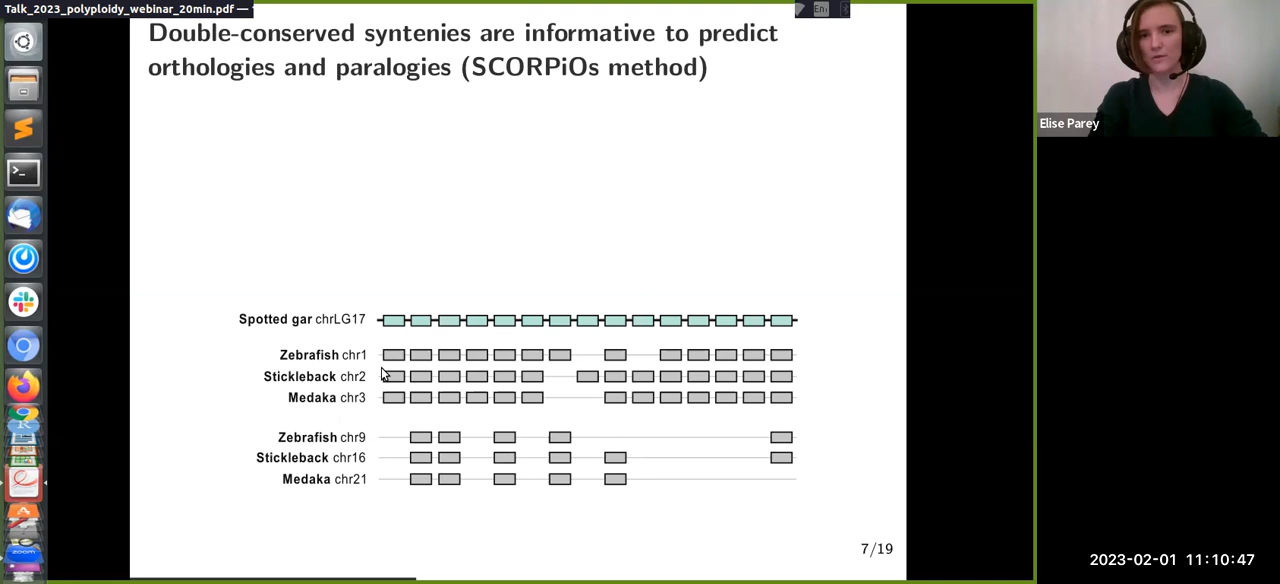 Talk_2023_polyploidy_webinar_20min.pdf —
En
Double-conserved syntenies are informative to predict
orthologies and paralogies (SCORPiOs method)
Elise Parey
Spotted gar chrLG17
Zebrafish chr1
Stickleback chr2
Medaka chr3
Zebrafish chr9
Stickleback chr16
Medaka chr21
7/19
zoom
2023-02-01 11:10:47